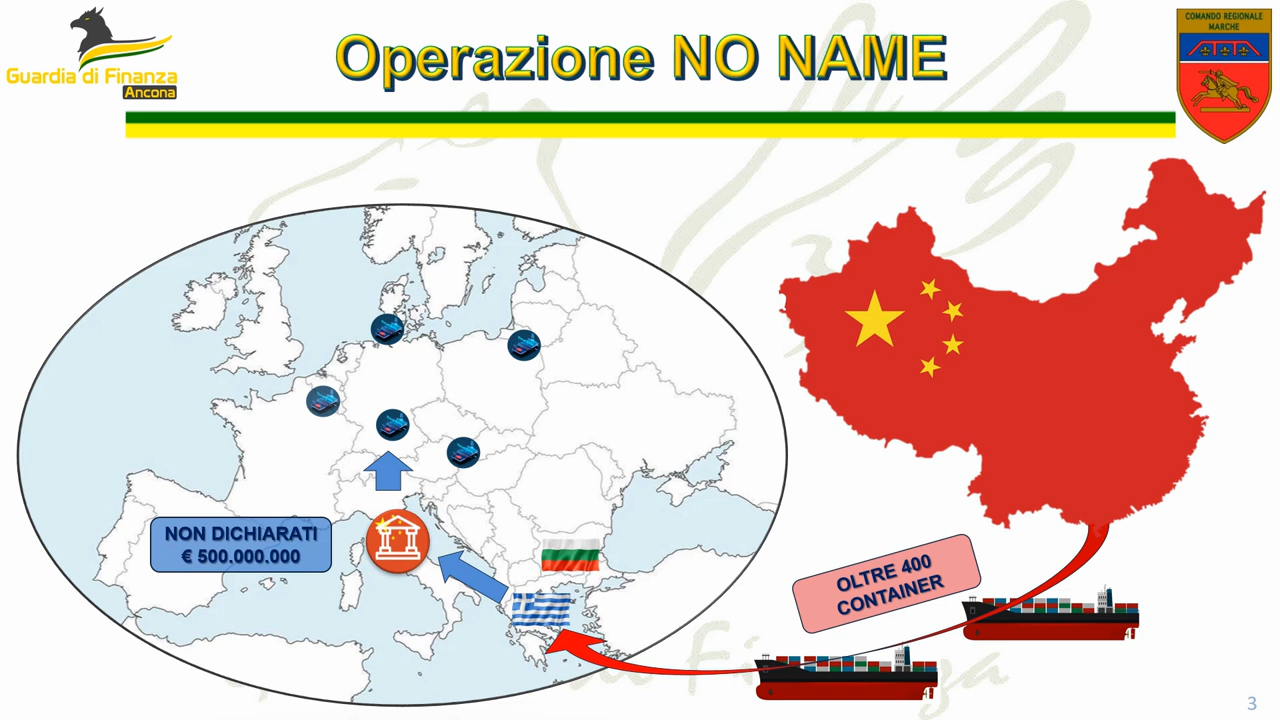 Guardia di Finanza
Ancona
Operazione NO NAME
COMANDO REGIONALE
MARCHE
NON DICHIARATI
€ 500.000.000
OLTRE 400
CONTAINER
3